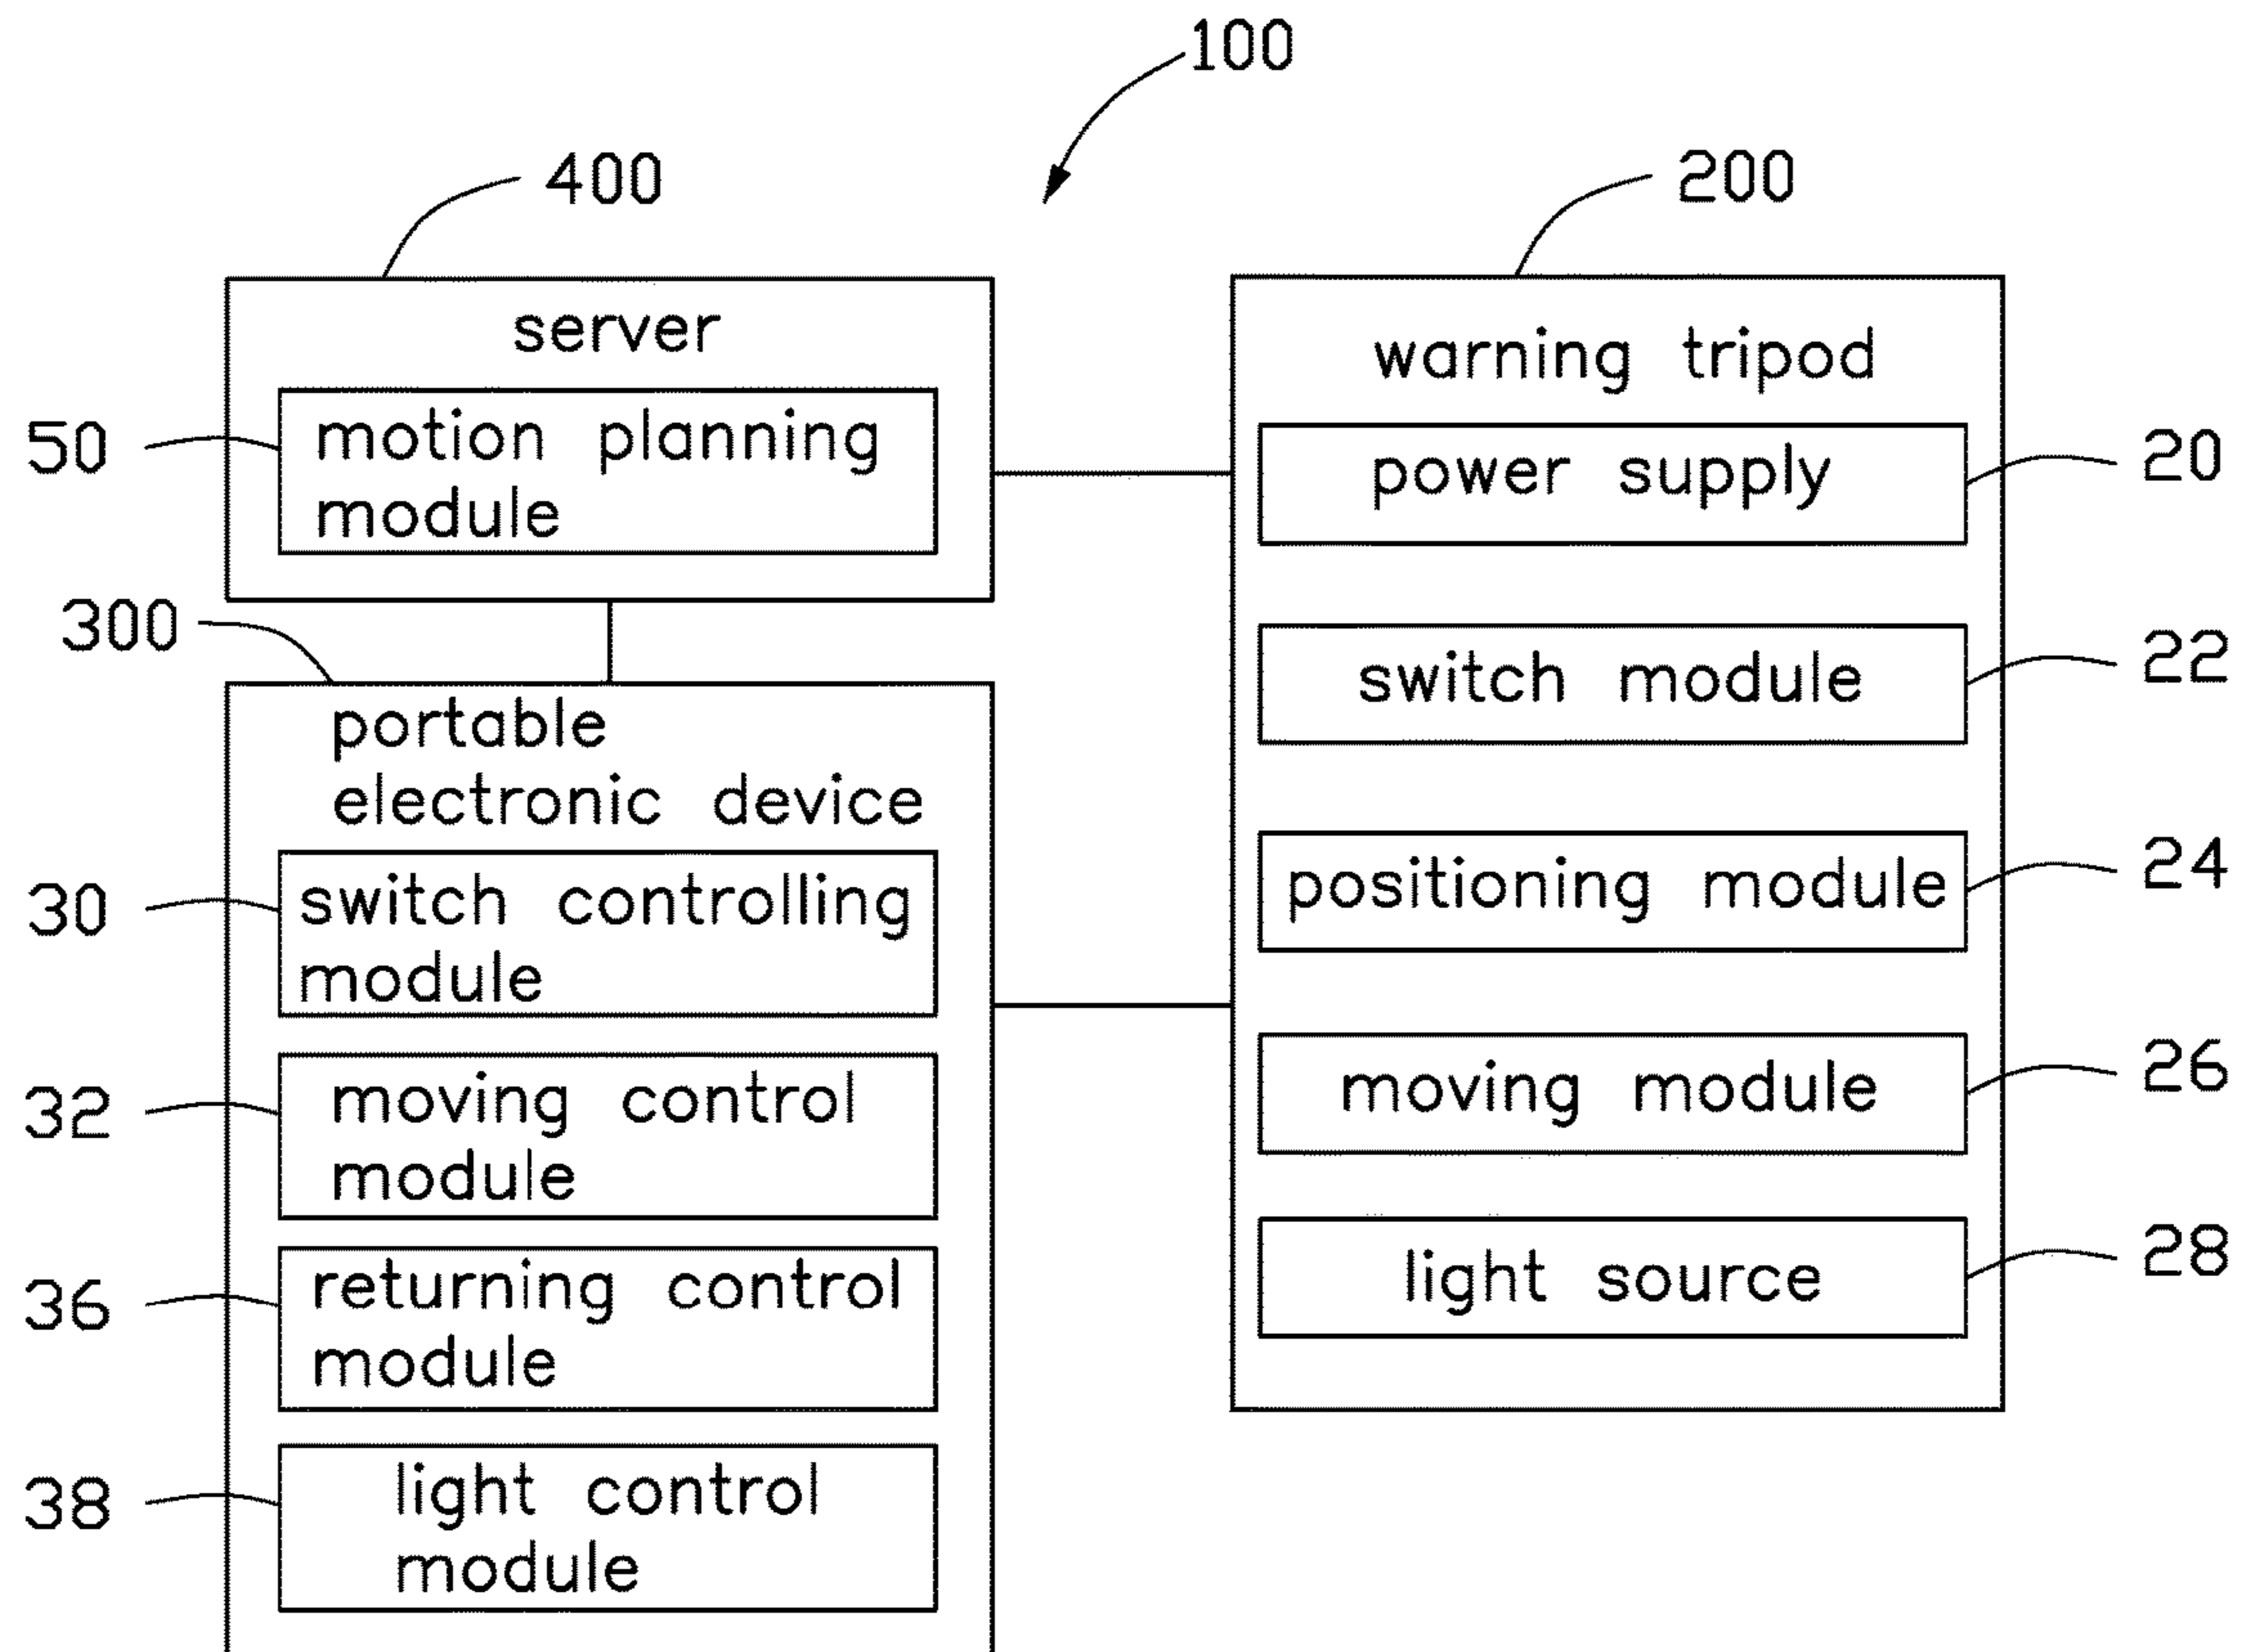 100
400
200
server
warning tripod
50
motion planning
module
power supply
20
300
switch module
22
portable
electronic device
positioning module
24
30
switch controlling
module
moving module
26
32
moving control
module
light source
28
36
returning control
module
38
light control
module